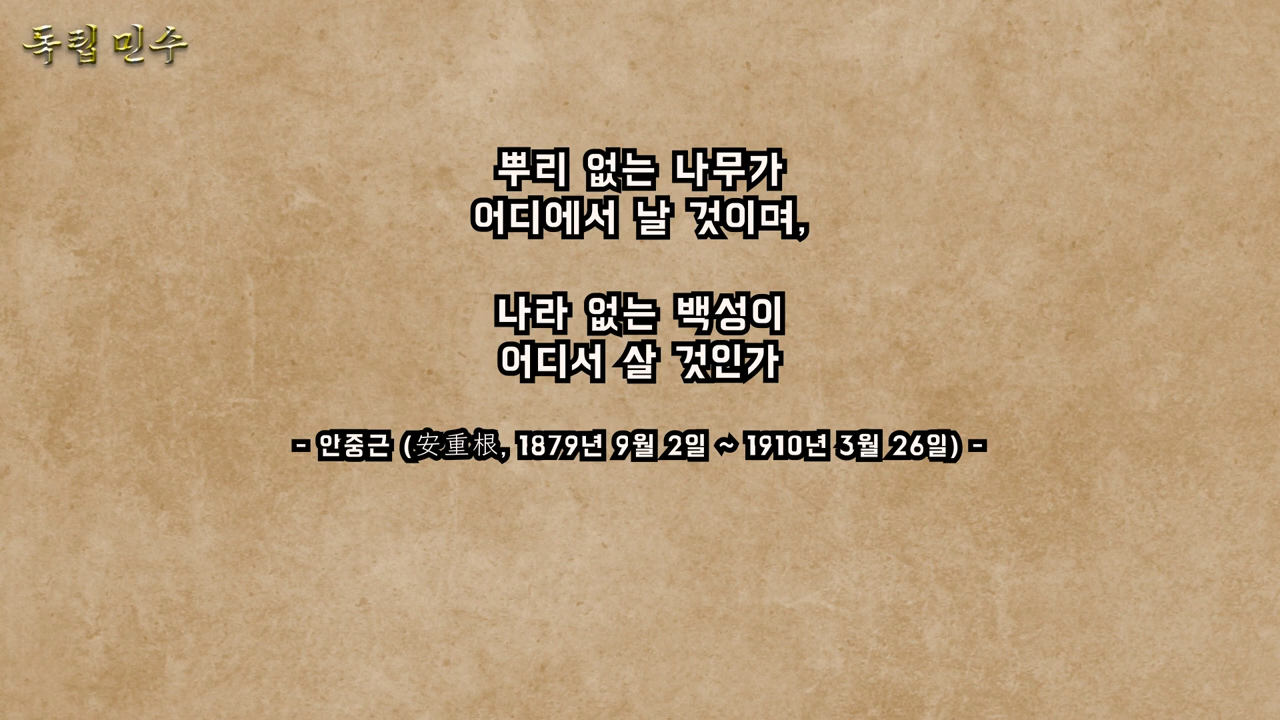 독립 민수
뿌리 없는 나무가
어디에서 날 것이며,
나라 없는 백성이
어디서 살 것인가
- 안중근 (安重根, 1879년 9월 2일 ~ 1910년 3월 26일) -